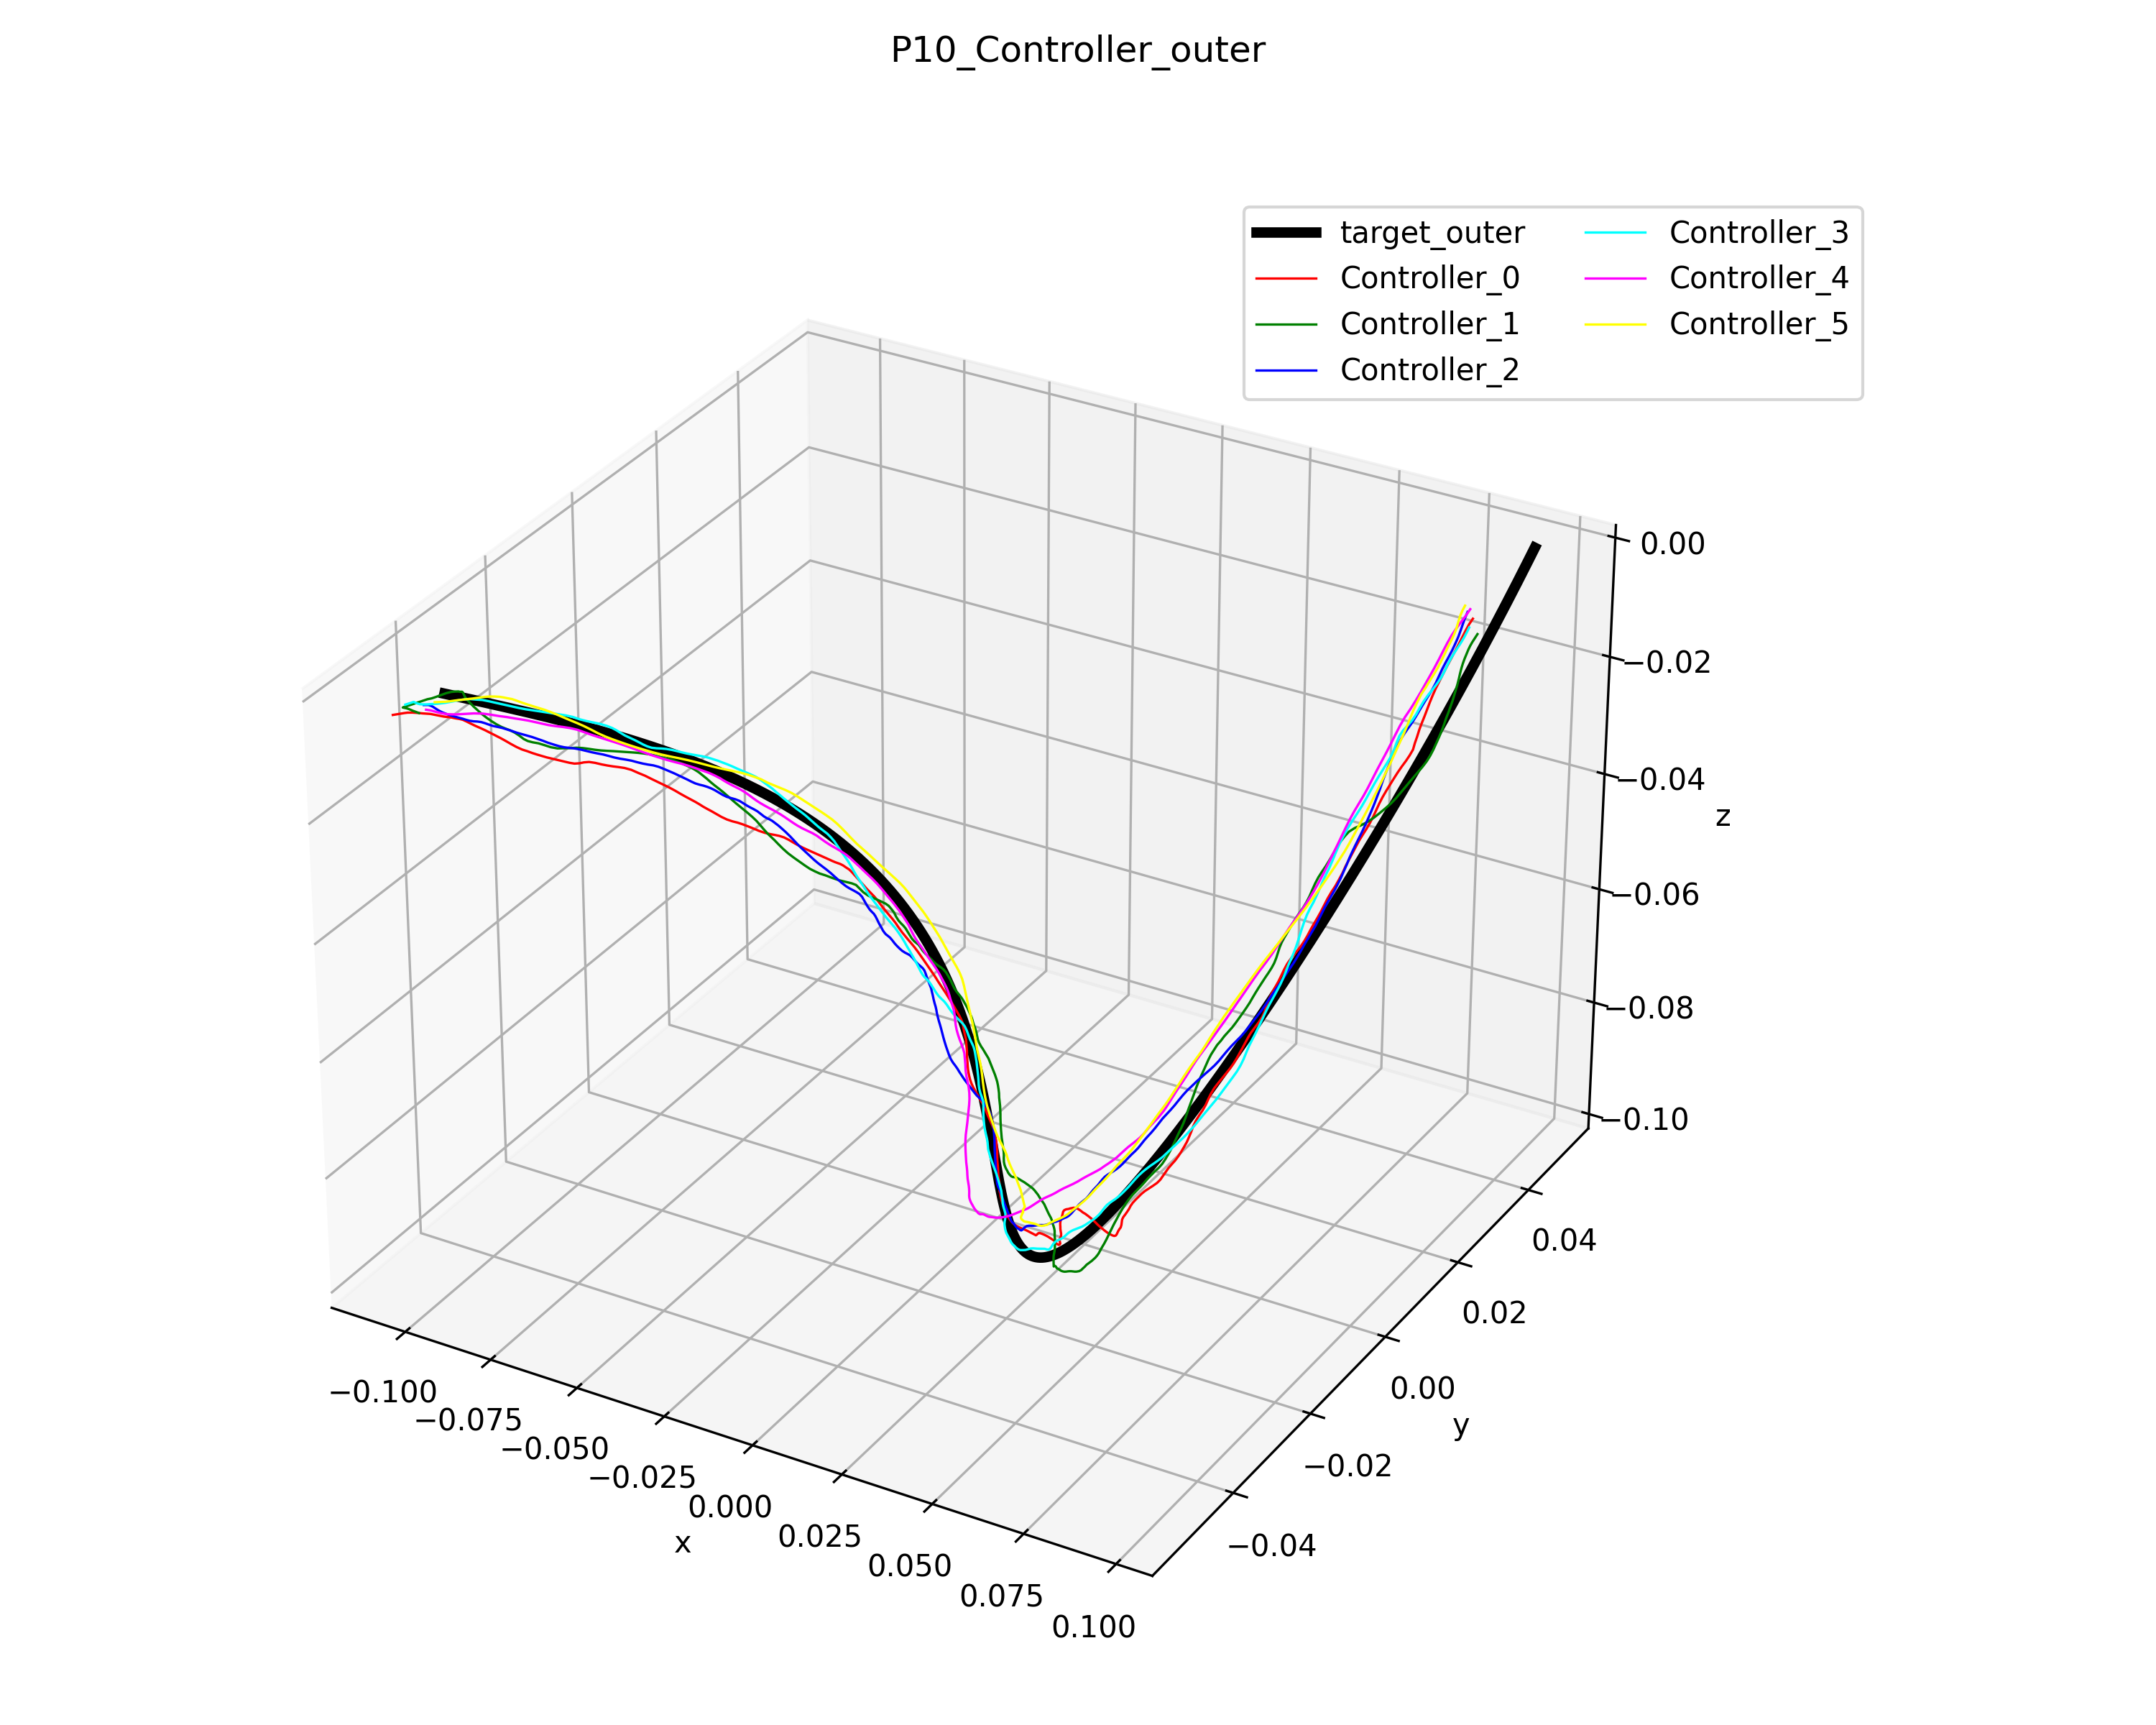 P10_Controller_outer
target_outer
Controller_0
Controller_1
Controller_2
Controller_3
Controller_4
Controller_5
0.00
−0.02
−0.04
−0.06
−0.08
−0.10
z
0.04
0.02
0.00
−0.02
−0.04
y
−0.100
−0.075
−0.050
−0.025
0.000
0.025
0.050
0.075
0.100
x